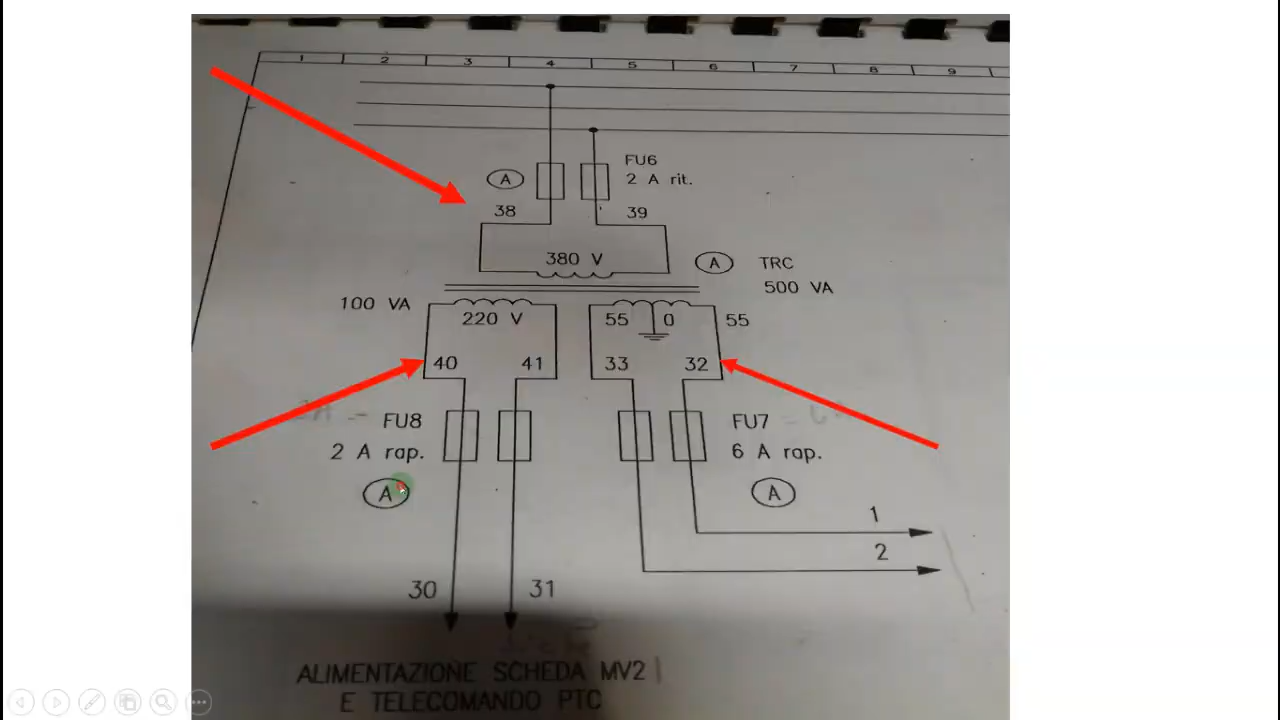 1 2 3 4 5 6 7 8 9
FU6
A 2 A rit.
38 39
380 V A TRC
500 VA
100 VA
220 V 55 0 55
40 41 33 32
FU8 FU7
2 A rap. 6 A rap.
A A
1
2
30 31
ALIMENTAZIONE SCHEDA MV2
E TELECOMANDO PTC